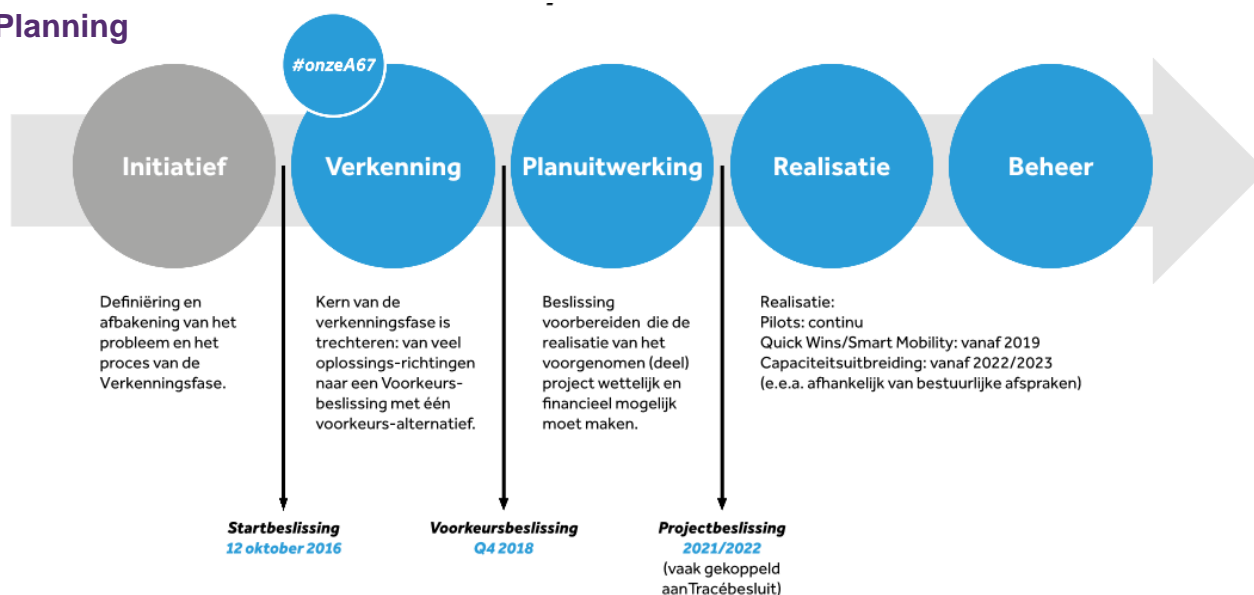 Planning
#onzeA67
Initiatief
Verkenning
Planuitwerking
Realisatie
Beheer
Definiëring en
afbakening van het
probleem en het
proces van de
Verkenningsfase.
Kern van de
verkenningsfase is
trechteren: van veel
oplossings-richtingen
naar een Voorkeurs-
beslissing met één
voorkeurs-alternatief.
Beslissing
voorbereiden die de
realisatie van het
voorgenomen (deel)
project wettelijk en
financieel mogelijk
moet maken.
Realisatie:
Pilots: continu
Quick Wins/Smart Mobility: vanaf 2019
Capaciteitsuitbreiding: vanaf 2022/2023
(e.e.a. afhankelijk van bestuurlijke afspraken)
Startbeslissing
12 oktober 2016
Voorkeursbeslissing
Q4 2018
Projectbeslissing
2021/2022
(vaak gekoppeld
aanTracébesluit)